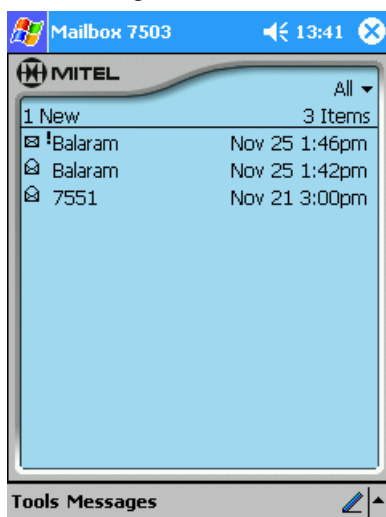 Mailbox 7503 13:41
MITEL
All
1 New 3 Items
!Balaram Nov 25 1:46pm
Balaram Nov 25 1:42pm
7551 Nov 21 3:00pm
Tools Messages